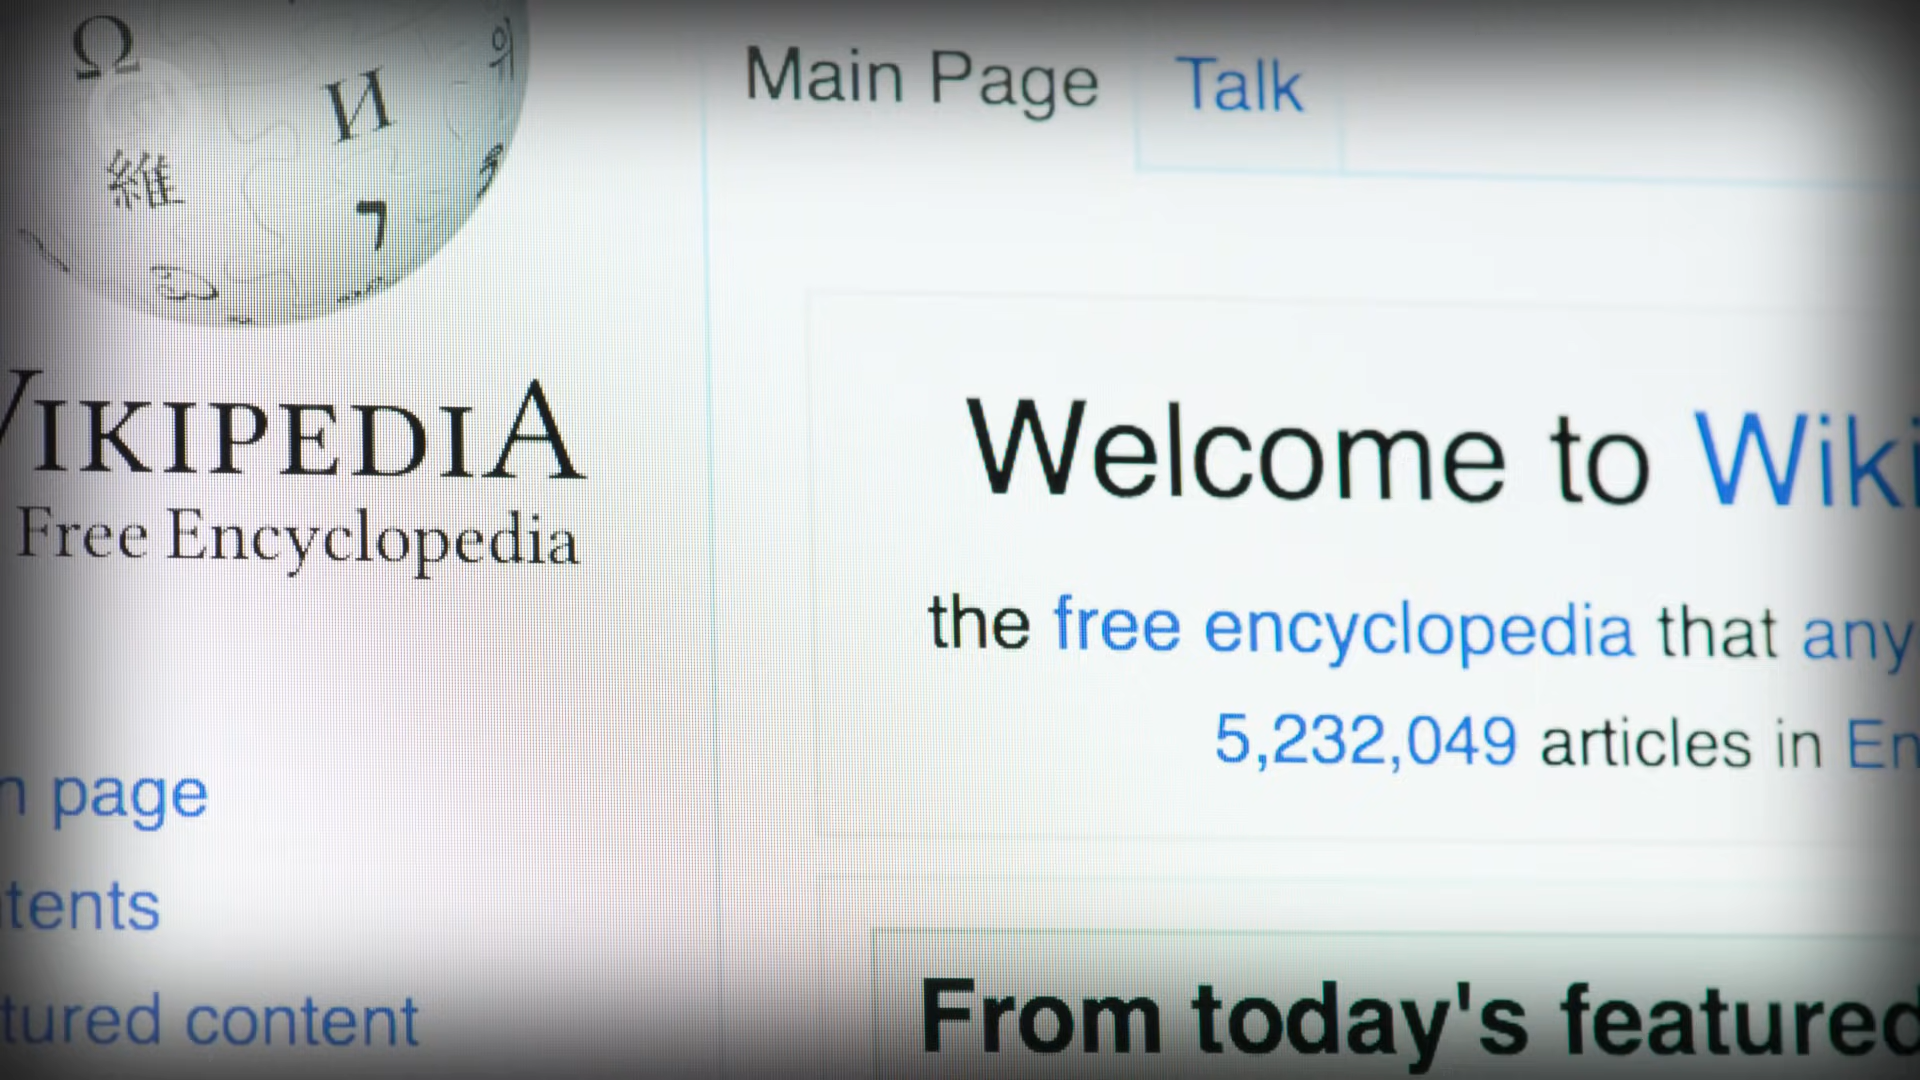 Ω
И
維
ר
Main Page
Talk
WIKIPEDIA
Free Encyclopedia
Welcome to Wiki
the free encyclopedia that any
5,232,049 articles in En
n page
tents
tured content
From today's featured